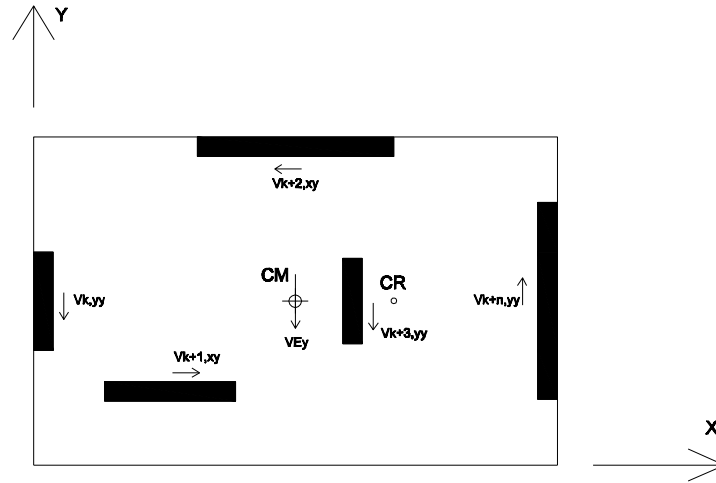 Y
Vk+2,xy
CM
CR
Vk,yy
Vk+n,yy
VEy
Vk+3,yy
Vk+1,xy
X